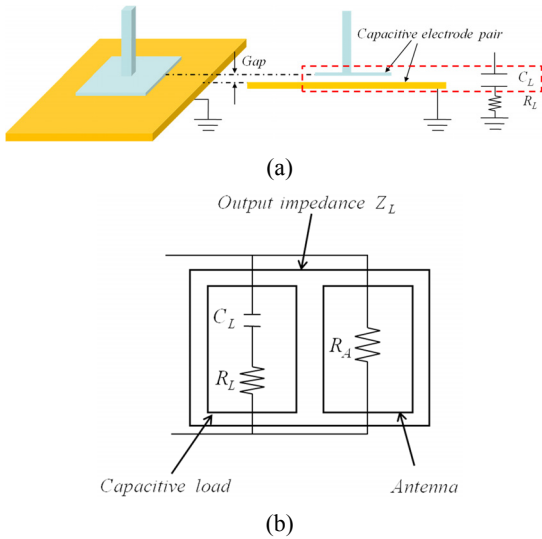 Gap
Capacitive electrode pair
C_L
R_L
(a)
Output impedance Z_L
C_L
R_L
R_A
Capacitive load
Antenna
(b)